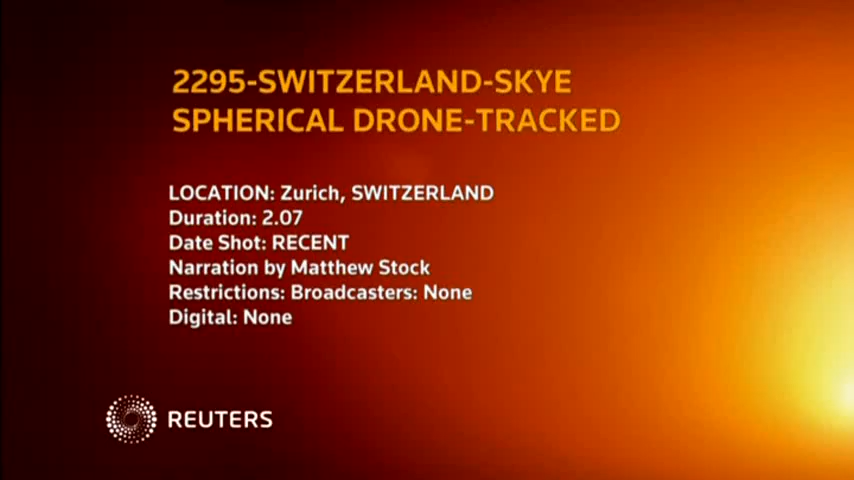 2295-SWITZERLAND-SKYE
SPHERICAL DRONE-TRACKED
LOCATION: Zurich, SWITZERLAND
Duration: 2.07
Date Shot: RECENT
Narration by Matthew Stock
Restrictions: Broadcasters: None
Digital: None
REUTERS